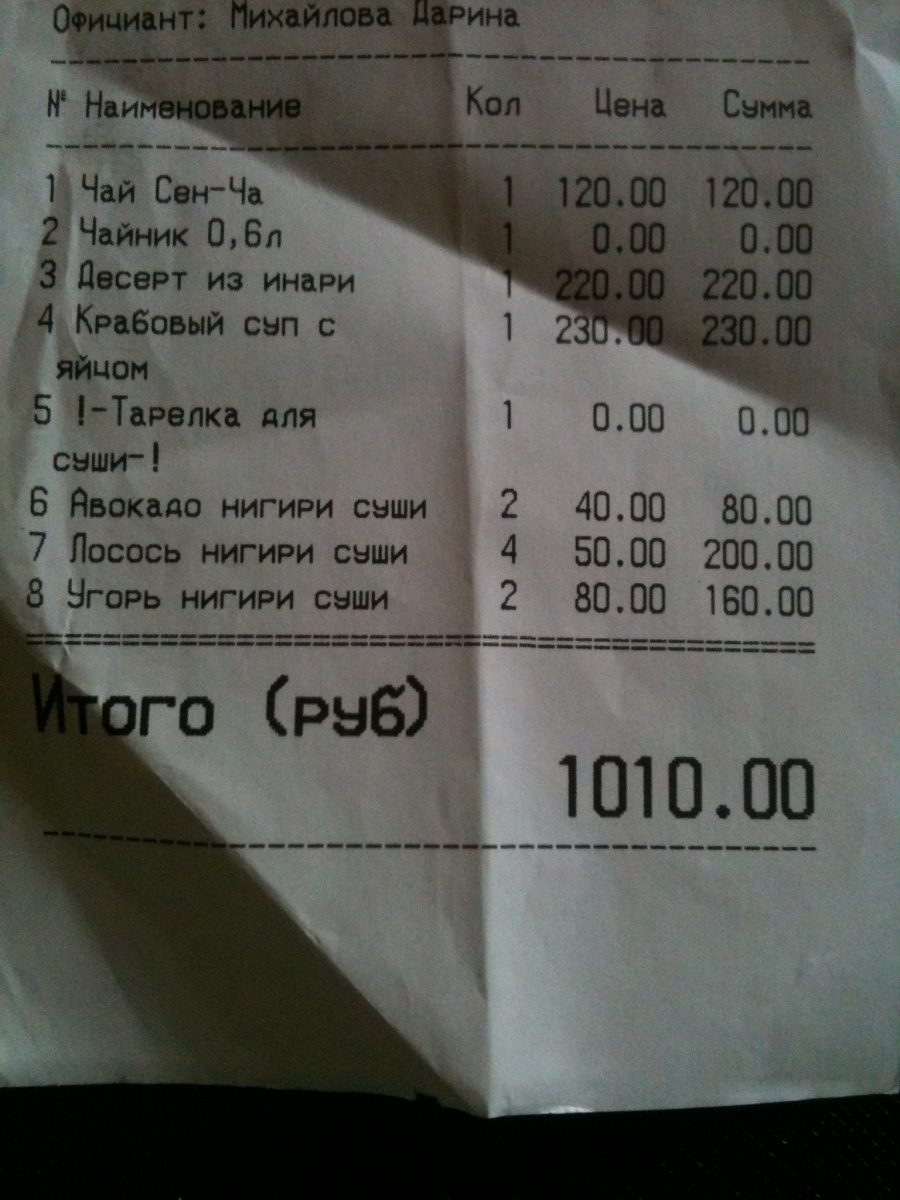 Официант: Михайлова Дарина
№ Наименование Кол Цена Сумма
1 Чай Сен-Ча 1 120.00 120.00
2 Чайник 0,6л 1 0.00 0.00
3 Десерт из инари 1 220.00 220.00
4 Крабовый суп с 1 230.00 230.00
яйцом
5 !-Тарелка для 1 0.00 0.00
суши-!
6 Авокадо нигири суши 2 40.00 80.00
7 Лосось нигири суши 4 50.00 200.00
8 Угорь нигири суши 2 80.00 160.00
Итого (руб)
1010.00